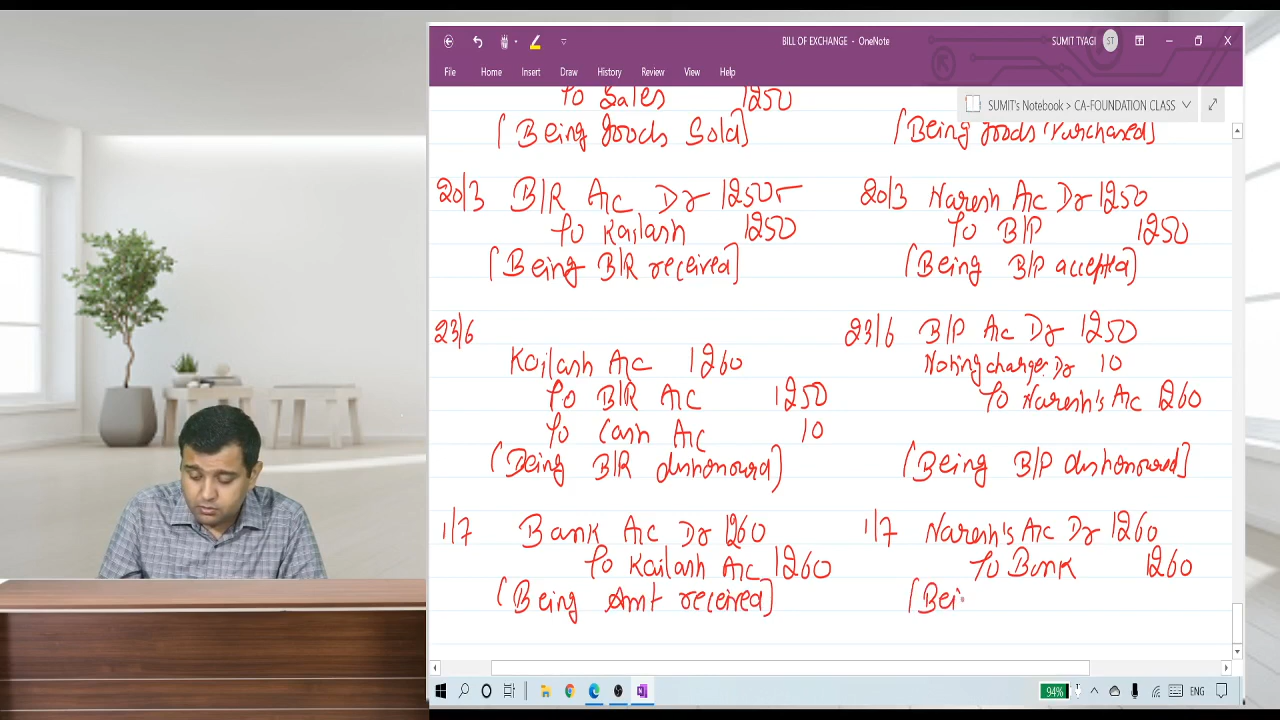 BILL OF EXCHANGE - OneNote
SUMIT TYAGI ST
File Home Insert Draw History Review View Help
SUMIT's Notebook > CA-FOUNDATION CLASS
To Sales 1250
(Being goods Sold)
(Being goods Purchased)
20/3 B/R A/c Dr 1250
To Kailash 1250
(Being B/R received)
20/3 Naresh A/c Dr 1250
To B/P 1250
(Being B/P accepted)
23/6
Kailash A/c 1260
To B/R A/c 1250
To Cash A/c 10
(Being B/R dishonourd)
23/6 B/P A/c Dr 1250
Noting charges Dr 10
To Naresh's A/c 1260
(Being B/P dishonoured)
1/7 Bank A/c Dr 1260
To Kailash A/c 1260
(Being Amt received)
1/7 Naresh's A/c Dr 1260
To Bank 1260
(Bei
94% ENG